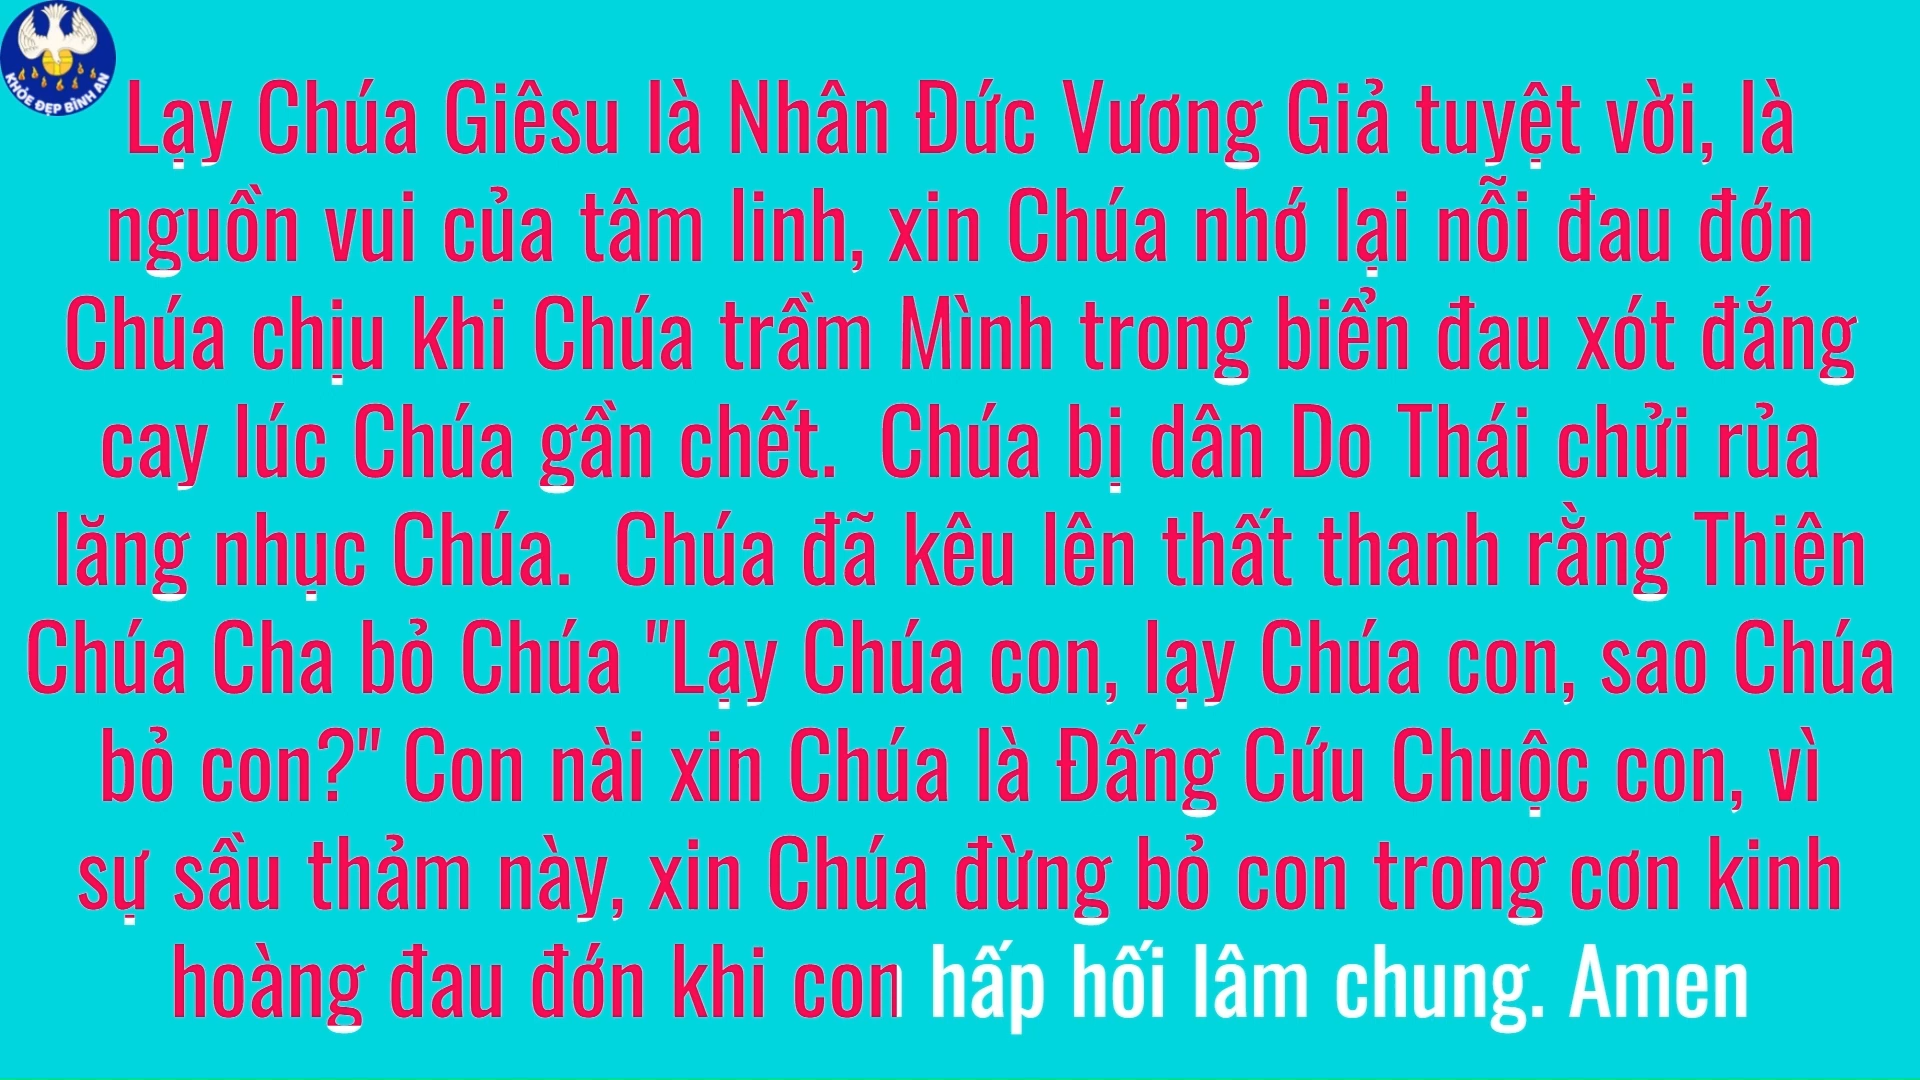 KHỎE ĐẸP BÌNH AN
Lạy Chúa Giêsu là Nhân Đức Vương Giả tuyệt vời, là
nguồn vui của tâm linh, xin Chúa nhớ lại nỗi đau đớn
Chúa chịu khi Chúa trầm Mình trong biển đau xót đắng
cay lúc Chúa gần chết.  Chúa bị dân Do Thái chửi rủa
lăng nhục Chúa.  Chúa đã kêu lên thất thanh rằng Thiên
Chúa Cha bỏ Chúa "Lạy Chúa con, lạy Chúa con, sao Chúa
bỏ con?" Con nài xin Chúa là Đấng Cứu Chuộc con, vì
sự sầu thảm này, xin Chúa đừng bỏ con trong cơn kinh
hoàng đau đớn khi con hấp hối lâm chung. Amen